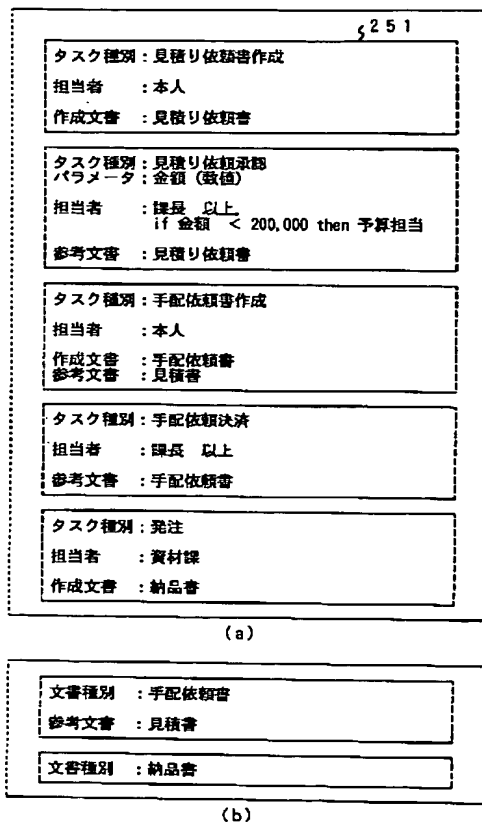 251
タスク種別：見積り依頼書作成
担当者　　：本人
作成文書　：見積り依頼書
タスク種別：見積り依頼承認
パラメータ：金額（数値）
担当者　　：課長　以上
if 金額 < 200,000 then 予算担当
参考文書　：見積り依頼書
タスク種別：手配依頼書作成
担当者　　：本人
作成文書　：手配依頼書
参考文書　：見積書
タスク種別：手配依頼決済
担当者　　：課長　以上
参考文書　：手配依頼書
タスク種別：発注
担当者　　：資材課
作成文書　：納品書
(a)
文書種別　：手配依頼書
参考文書　：見積書
文書種別　：納品書
(b)